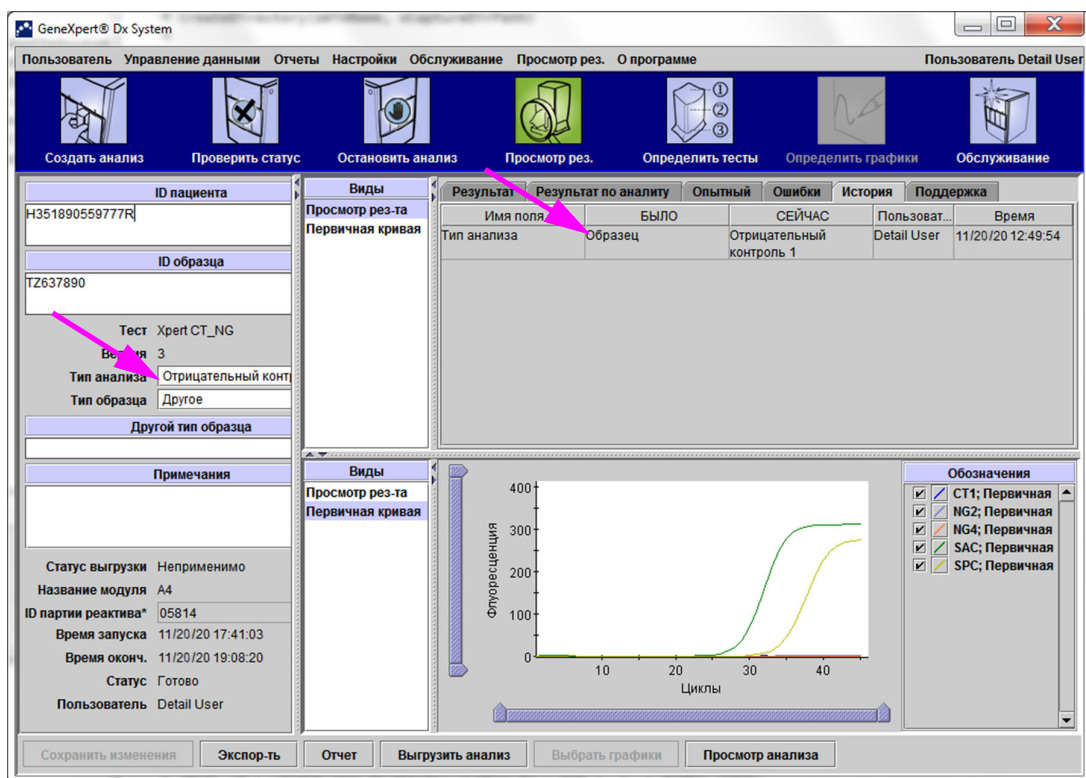 GeneXpert® Dx System
Пользователь Управление данными Отчеты Настройки Обслуживание Просмотр рез. О программе Пользователь Detail User
Создать анализ Проверить статус Остановить анализ Просмотр рез. Определить тесты Определить графики Обслуживание
ID пациента
H351890559777R
ID образца
TZ637890
Тест Xpert CT_NG
Версия 3
Тип анализа Отрицательный конт
Тип образца Другое
Другой тип образца
Примечания
Статус выгрузки Неприменимо
Название модуля A4
ID партии реактива* 05814
Время запуска 11/20/20 17:41:03
Время оконч. 11/20/20 19:08:20
Статус Готово
Пользователь Detail User
Виды
Просмотр рез-та
Первичная кривая
Результат Результат по аналиту Опытный Ошибки История Поддержка
Имя поля БЫЛО СЕЙЧАС Пользоват... Время
Тип анализа Образец Отрицательный контроль 1 Detail User 11/20/20 12:49:54
Виды
Просмотр рез-та
Первичная кривая
Флуоресценция
400
300
200
100
0
10 20 30 40
Циклы
Обозначения
CT1; Первичная
NG2; Первичная
NG4; Первичная
SAC; Первичная
SPC; Первичная
Сохранить изменения Экспор-ть Отчет Выгрузить анализ Выбрать графики Просмотр анализа